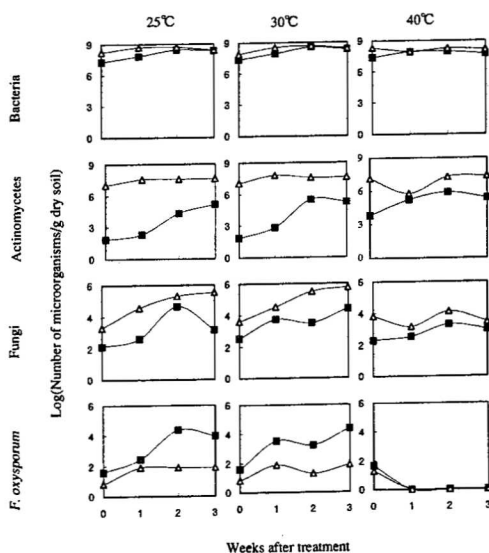 25℃ 30℃ 40℃
Bacteria
9 6 3 0
9 6 3 0
9 6 3 0
Actinomycetes
9 6 3 0
9 6 3 0
9 6 3 0
Log(Number of microorganisms/g dry soil)
Fungi
6 4 2 0
6 4 2 0
6 4 2 0
F. oxysporum
6 4 2 0
6 4 2 0
6 4 2 0
0 1 2 3 0 1 2 3 0 1 2 3
Weeks after treatment